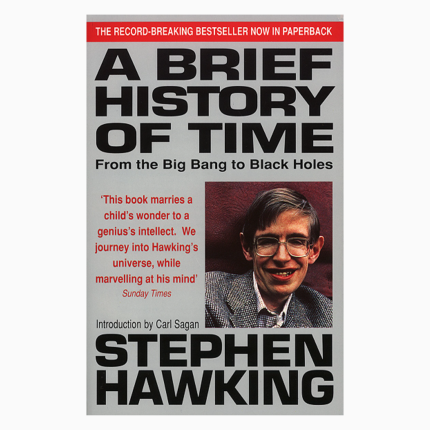 THE RECORD-BREAKING BESTSELLER NOW IN PAPERBACK
A BRIEF
HISTORY
OF TIME
From the Big Bang to Black Holes
‘This book marries a
child's wonder to a
genius's intellect. We
journey into Hawking's
universe, while
marvelling at his mind’
Sunday Times
Introduction by Carl Sagan
STEPHEN
HAWKING